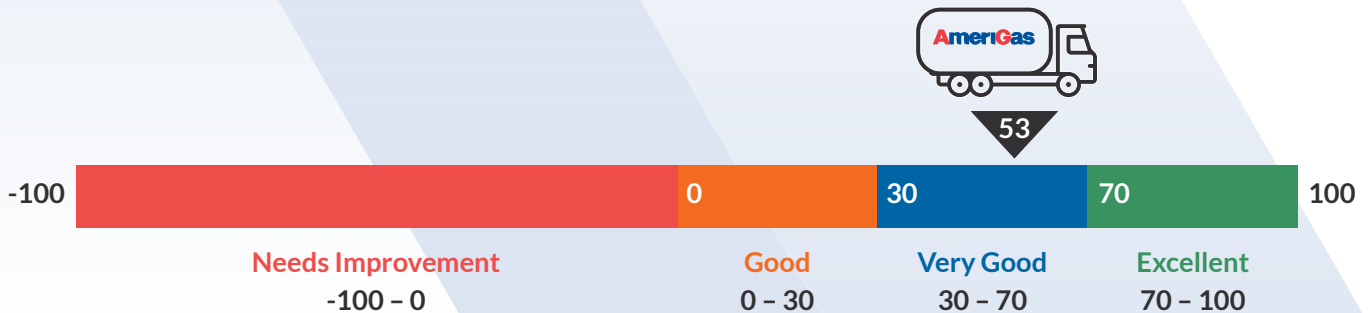 AmeriGas
53
-100 0 30 70 100
Needs Improvement Good Very Good Excellent
-100 – 0 0 – 30 30 – 70 70 – 100